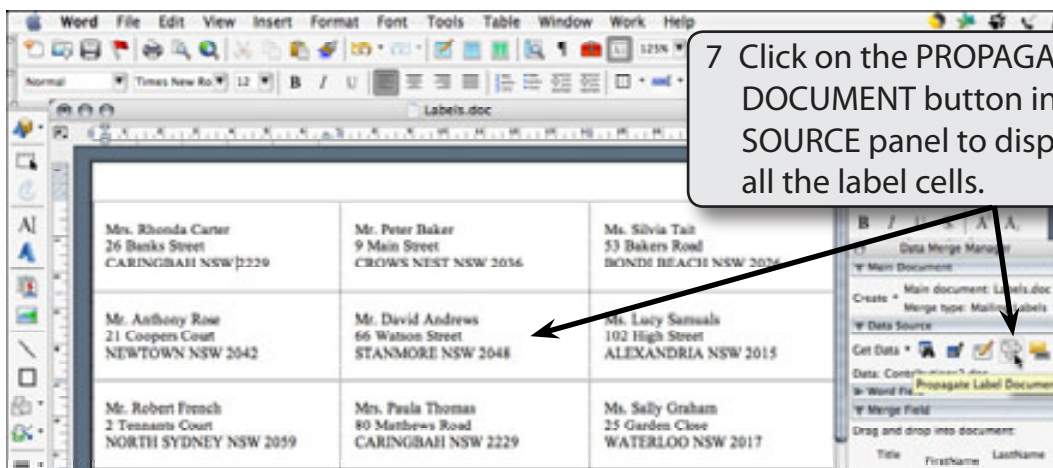 Word File Edit View Insert Format Font Tools Table Window Work Help
125%
7 Click on the PROPAGA
DOCUMENT button in
SOURCE panel to disp
all the label cells.
Normal Times New Ro 12 B I U
Labels.doc
Mrs. Rhonda Carter
26 Banks Street
CARINGBAH NSW 2229
Mr. Peter Baker
9 Main Street
CROWS NEST NSW 2036
Ms. Silvia Tait
53 Bakers Road
BONDI BEACH NSW 2026
Mr. Anthony Rose
21 Coopers Court
NEWTOWN NSW 2042
Mr. David Andrews
66 Watson Street
STANMORE NSW 2048
Ms. Lucy Samuals
102 High Street
ALEXANDRIA NSW 2015
Mr. Robert French
2 Tennants Court
NORTH SYDNEY NSW 2059
Mrs. Paula Thomas
80 Matthews Road
CARINGBAH NSW 2229
Ms. Sally Graham
25 Garden Close
WATERLOO NSW 2017
B I U
Data Merge Manager
Main Document
Create
Main document: Labels.doc
Merge type: Mailing Labels
Data Source
Get Data
Data:
Propagate Label Documen
Word
Merge Field
Drag and drop into document:
Title FirstName LastName